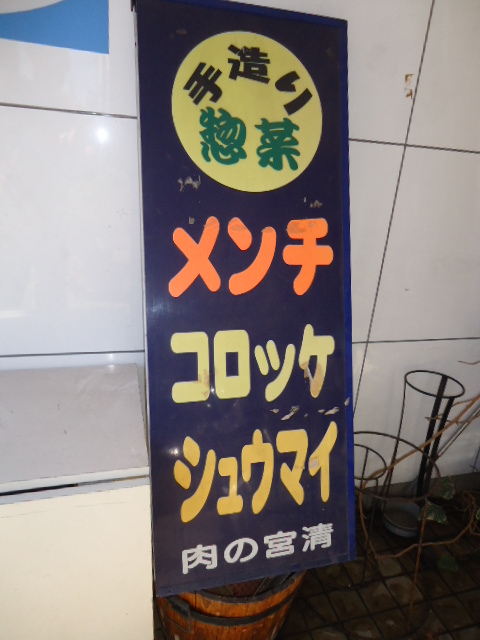 手造り
惣菜
メンチ
コロッケ
シュウマイ
肉の宮清